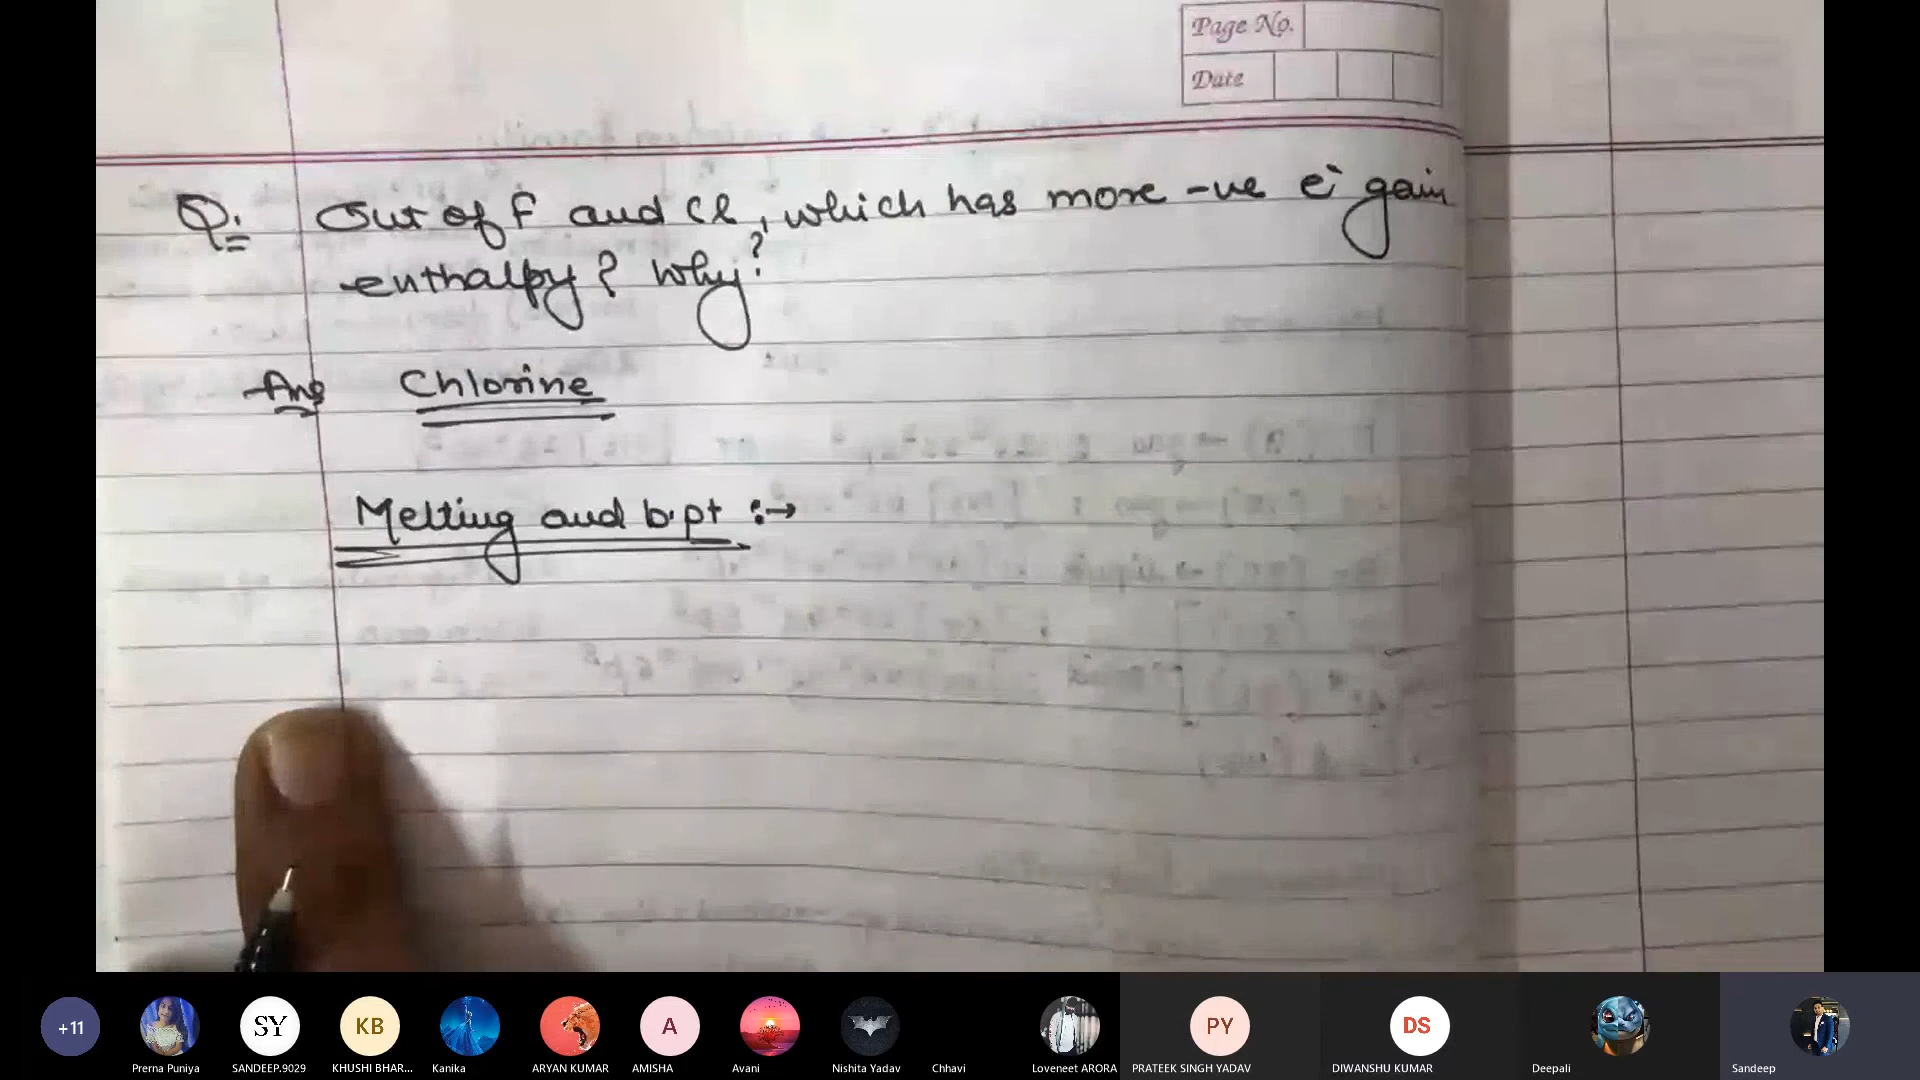 Page No.
Date
Q:- Out of F and Cl, which has more -ve e⁻ gain
enthalpy? Why?
Ans Chlorine
Melting and b.pt :→
+11
SY
KB
A
PY
DS
Prerna Puniya
SANDEEP.9029
KHUSHI BHAR...
Kanika
ARYAN KUMAR
AMISHA
Avani
Nishita Yadav
Chhavi
Loveneet ARORA
PRATEEK SINGH YADAV
DIWANSHU KUMAR
Deepali
Sandeep